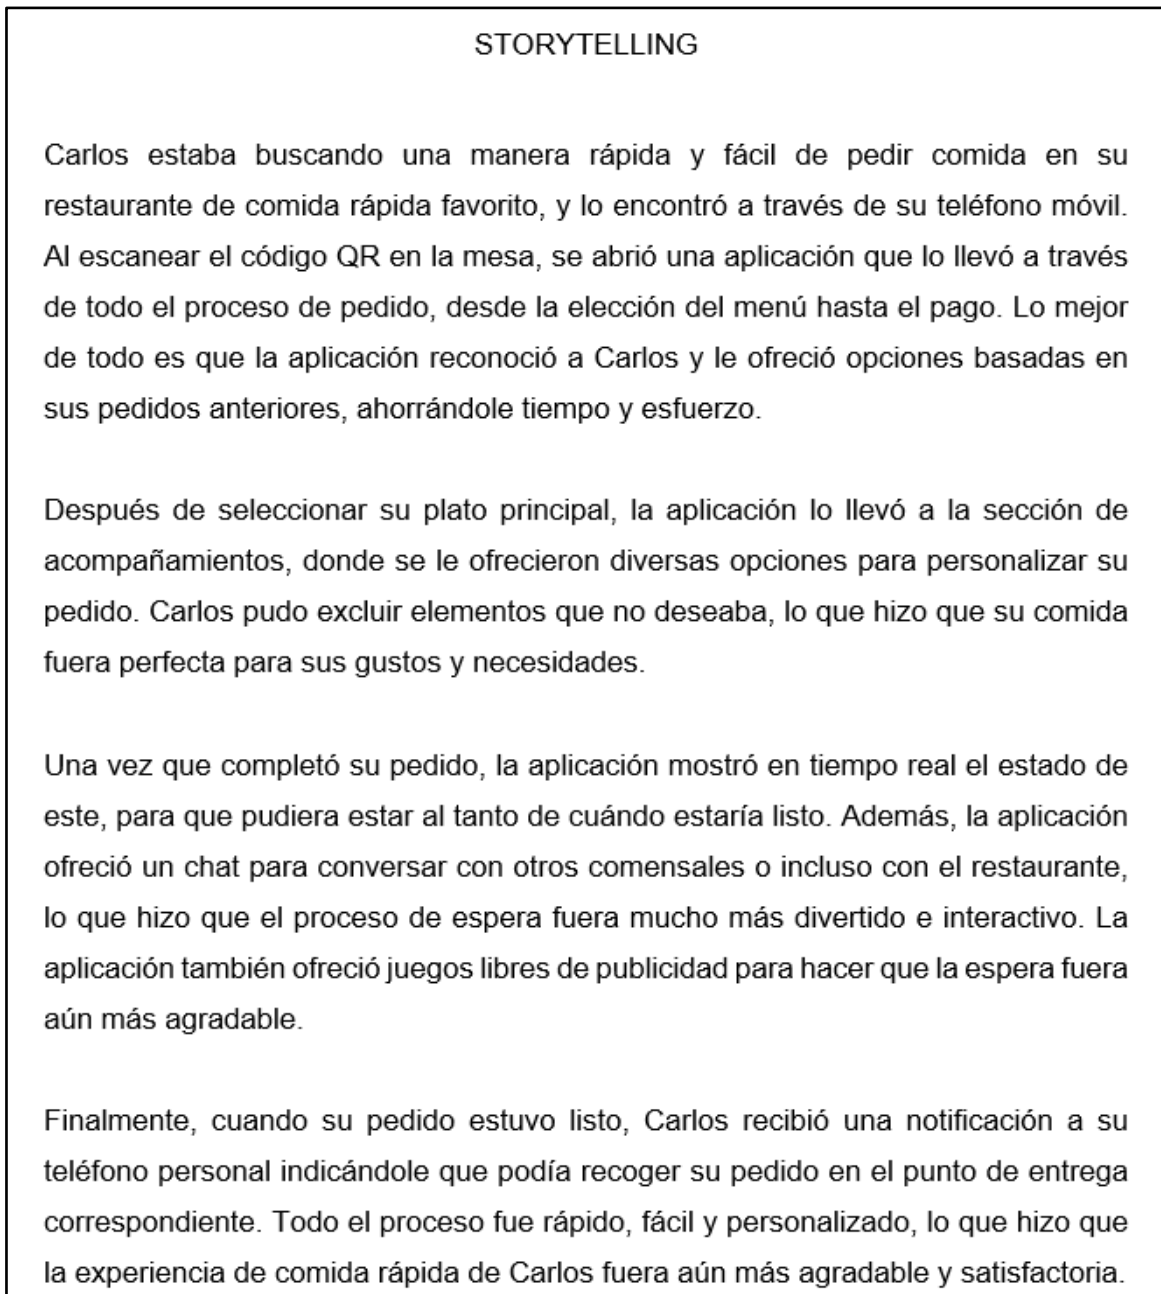 STORYTELLING
Carlos estaba buscando una manera rápida y fácil de pedir comida en su
restaurante de comida rápida favorito, y lo encontró a través de su teléfono móvil.
Al escanear el código QR en la mesa, se abrió una aplicación que lo llevó a través
de todo el proceso de pedido, desde la elección del menú hasta el pago. Lo mejor
de todo es que la aplicación reconoció a Carlos y le ofreció opciones basadas en
sus pedidos anteriores, ahorrándole tiempo y esfuerzo.
Después de seleccionar su plato principal, la aplicación lo llevó a la sección de
acompañamientos, donde se le ofrecieron diversas opciones para personalizar su
pedido. Carlos pudo excluir elementos que no deseaba, lo que hizo que su comida
fuera perfecta para sus gustos y necesidades.
Una vez que completó su pedido, la aplicación mostró en tiempo real el estado de
este, para que pudiera estar al tanto de cuándo estaría listo. Además, la aplicación
ofreció un chat para conversar con otros comensales o incluso con el restaurante,
lo que hizo que el proceso de espera fuera mucho más divertido e interactivo. La
aplicación también ofreció juegos libres de publicidad para hacer que la espera fuera
aún más agradable.
Finalmente, cuando su pedido estuvo listo, Carlos recibió una notificación a su
teléfono personal indicándole que podía recoger su pedido en el punto de entrega
correspondiente. Todo el proceso fue rápido, fácil y personalizado, lo que hizo que
la experiencia de comida rápida de Carlos fuera aún más agradable y satisfactoria.